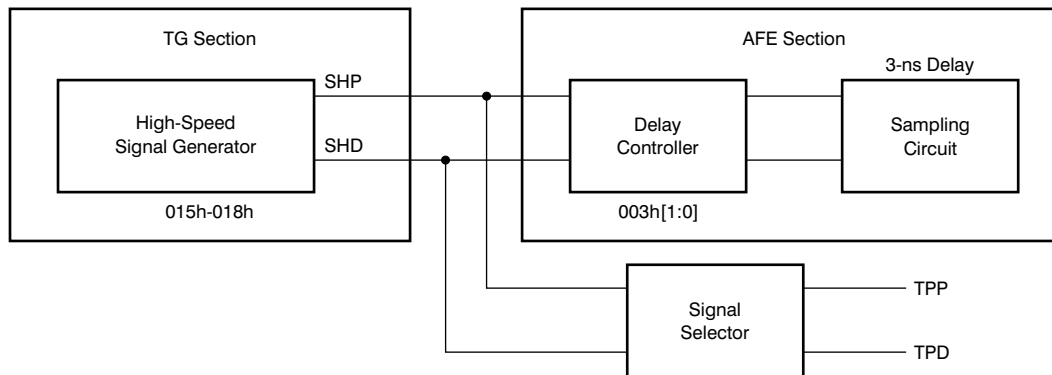 TG Section
AFE Section
3-ns Delay
SHP
High-Speed
Signal Generator
SHD
Delay
Controller
Sampling
Circuit
015h-018h
003h[1:0]
Signal
Selector
TPP
TPD